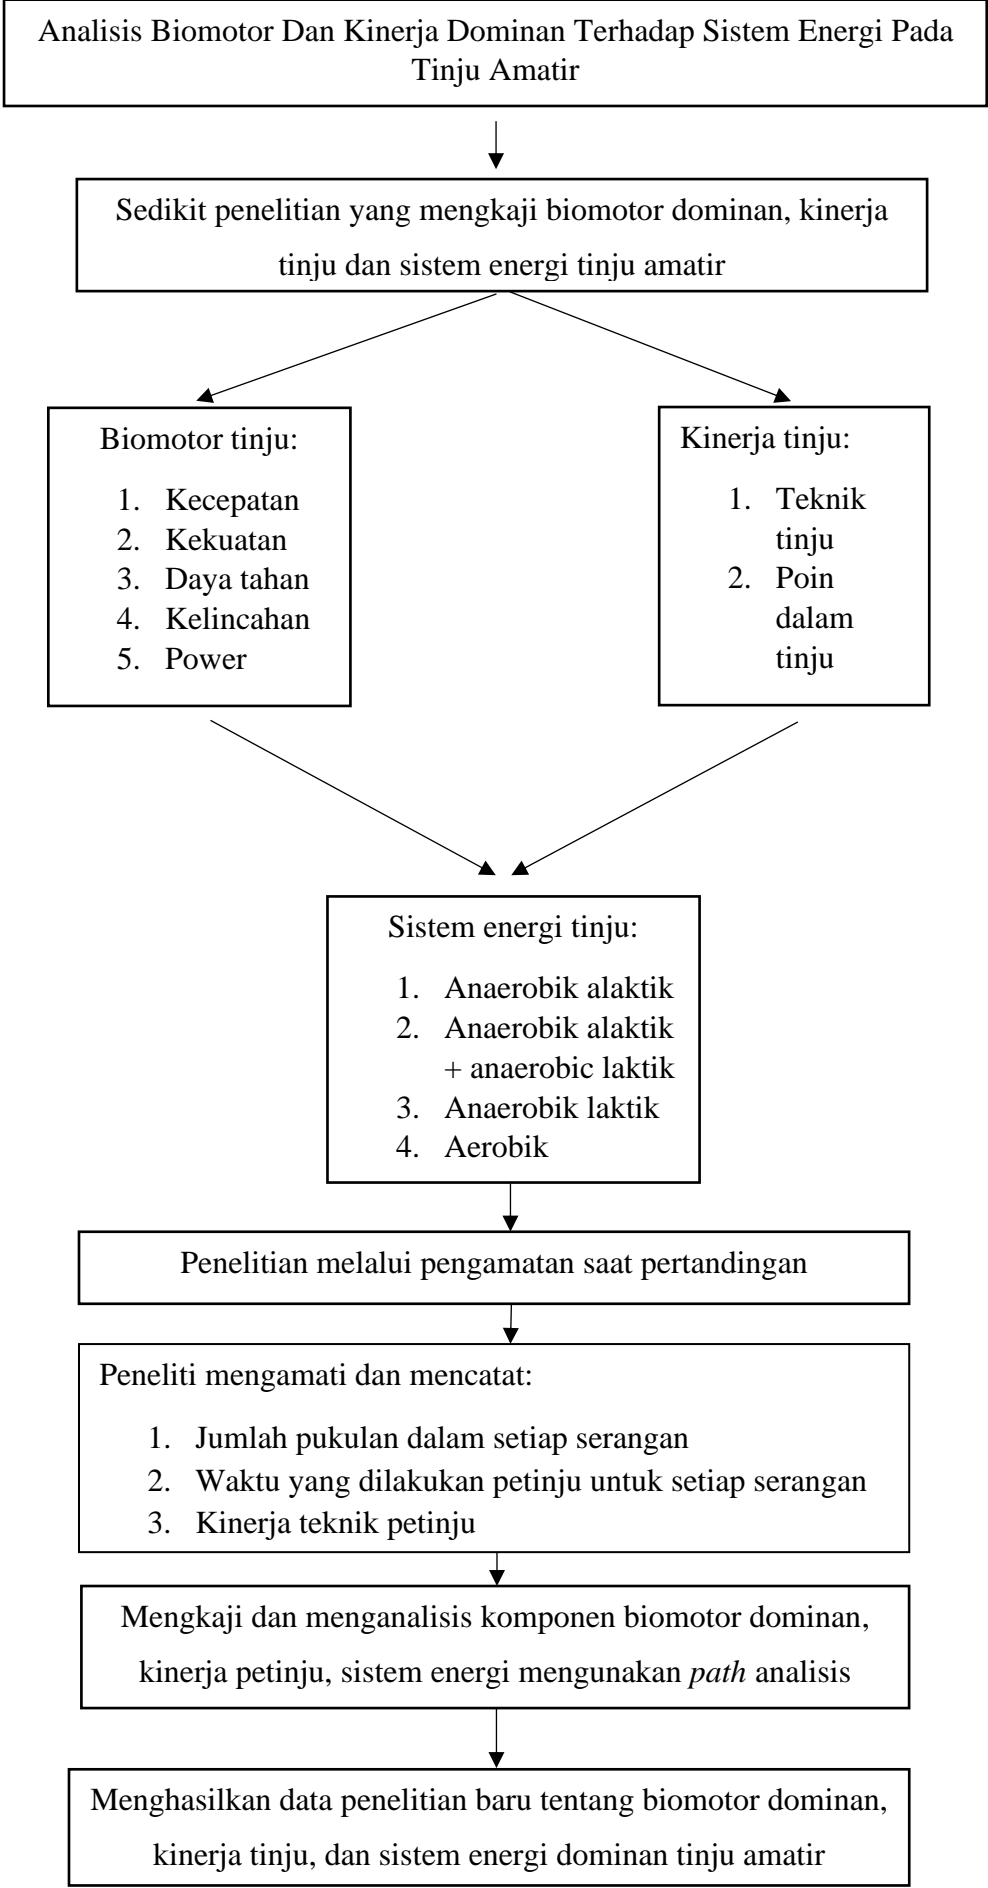 Analisis Biomotor Dan Kinerja Dominan Terhadap Sistem Energi Pada
Tinju Amatir
Sedikit penelitian yang mengkaji biomotor dominan, kinerja
tinju dan sistem energi tinju amatir
Biomotor tinju:
1. Kecepatan
2. Kekuatan
3. Daya tahan
4. Kelincahan
5. Power
Kinerja tinju:
1. Teknik
tinju
2. Poin
dalam
tinju
Sistem energi tinju:
1. Anaerobik alaktik
2. Anaerobik alaktik
+ anaerobic laktik
3. Anaerobik laktik
4. Aerobik
Penelitian melalui pengamatan saat pertandingan
Peneliti mengamati dan mencatat:
1. Jumlah pukulan dalam setiap serangan
2. Waktu yang dilakukan petinju untuk setiap serangan
3. Kinerja teknik petinju
Mengkaji dan menganalisis komponen biomotor dominan,
kinerja petinju, sistem energi mengunakan path analisis
Menghasilkan data penelitian baru tentang biomotor dominan,
kinerja tinju, dan sistem energi dominan tinju amatir